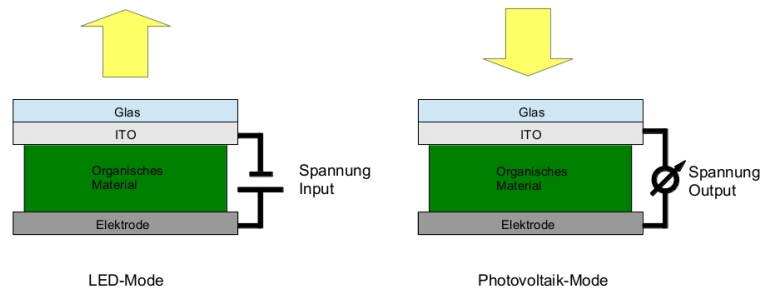 Glas
ITO
Organisches
Material
Elektrode
Spannung
Input
LED-Mode
Glas
ITO
Organisches
Material
Elektrode
Spannung
Output
Photovoltaik-Mode